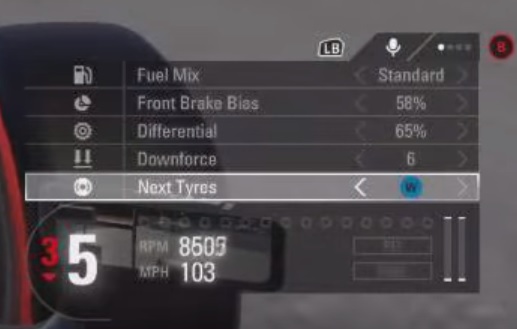 LB
B
Fuel Mix Standard
Front Brake Bias 58%
Differential 65%
Downforce 6
Next Tyres W
3
5
RPM 8505
MPH 103